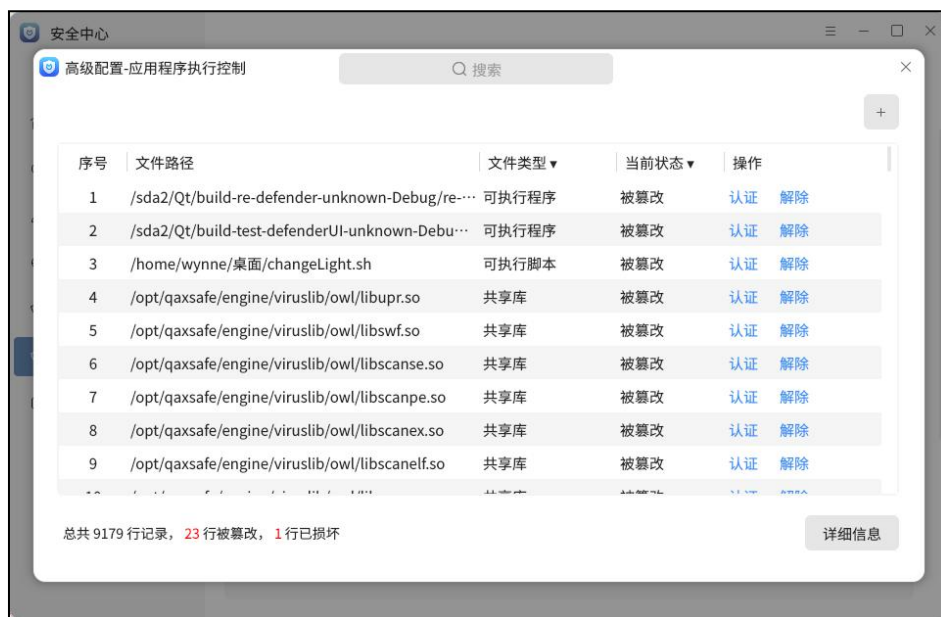 安全中心
高级配置-应用程序执行控制
搜索
+
序号 文件路径 文件类型▼ 当前状态▼ 操作
1 /sda2/Qt/build-re-defender-unknown-Debug/re-⋯ 可执行程序 被篡改 认证 解除
2 /sda2/Qt/build-test-defenderUI-unknown-Debu⋯ 可执行程序 被篡改 认证 解除
3 /home/wynne/桌面/changeLight.sh 可执行脚本 被篡改 认证 解除
4 /opt/qaxsafe/engine/viruslib/owl/libupr.so 共享库 被篡改 认证 解除
5 /opt/qaxsafe/engine/viruslib/owl/libswf.so 共享库 被篡改 认证 解除
6 /opt/qaxsafe/engine/viruslib/owl/libscanse.so 共享库 被篡改 认证 解除
7 /opt/qaxsafe/engine/viruslib/owl/libscanpe.so 共享库 被篡改 认证 解除
8 /opt/qaxsafe/engine/viruslib/owl/libscanex.so 共享库 被篡改 认证 解除
9 /opt/qaxsafe/engine/viruslib/owl/libscanelf.so 共享库 被篡改 认证 解除
总共 9179 行记录， 23 行被篡改， 1 行已损坏
详细信息